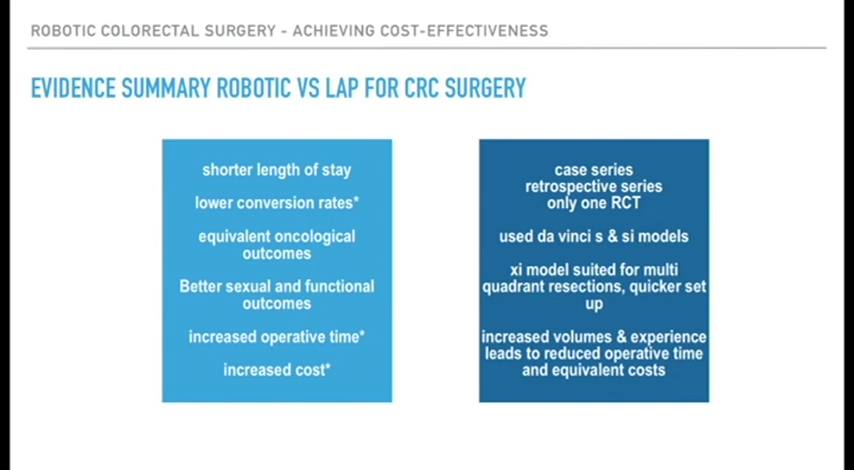 ROBOTIC COLORECTAL SURGERY - ACHIEVING COST-EFFECTIVENESS
EVIDENCE SUMMARY ROBOTIC VS LAP FOR CRC SURGERY
shorter length of stay
lower conversion rates*
equivalent oncological
outcomes
Better sexual and functional
outcomes
increased operative time*
increased cost*
case series
retrospective series
only one RCT
used da vinci s & si models
xi model suited for multi
quadrant resections, quicker set
up
increased volumes & experience
leads to reduced operative time
and equivalent costs